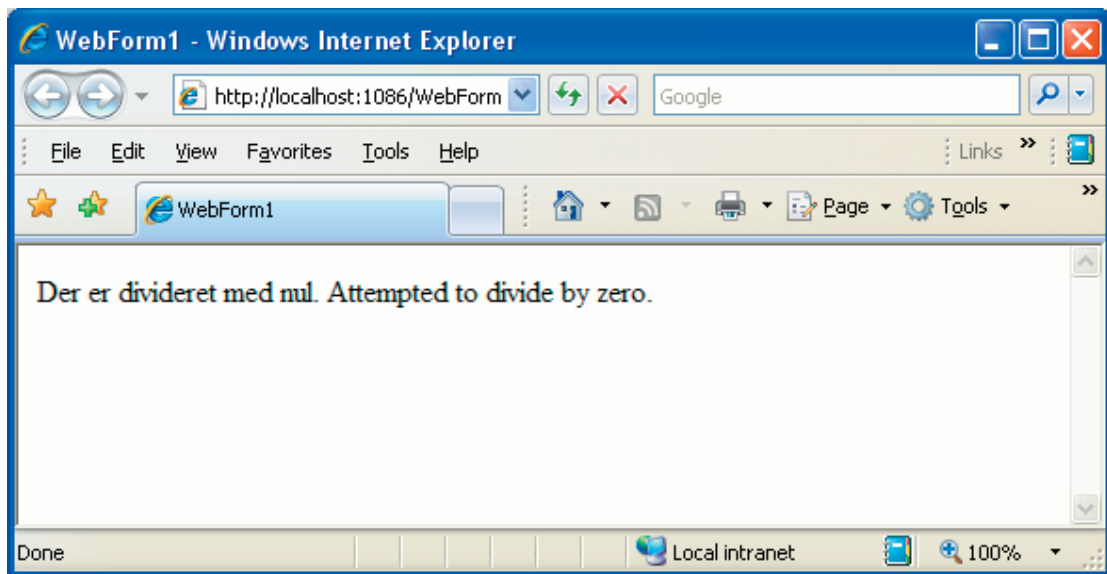 WebForm1 - Windows Internet Explorer
http://localhost:1086/WebForm
Google
File Edit View Favorites Tools Help
Links »
WebForm1
Page Tools »
Der er divideret med nul. Attempted to divide by zero.
Done
Local intranet
100%